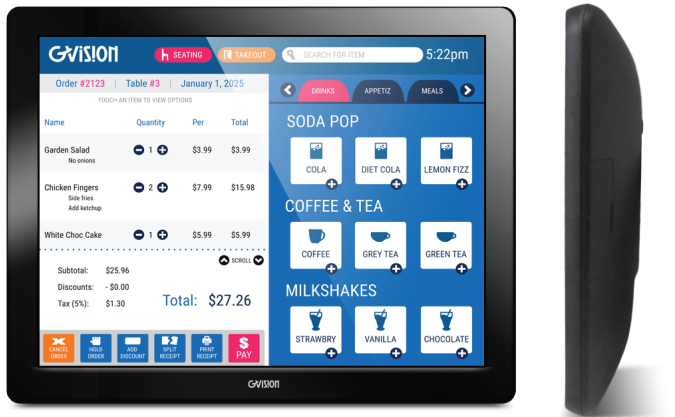 GVISION
SEATING
TAKEOUT
SEARCH FOR ITEM
5:22pm
Order #2123 | Table #3 | January 1, 2025
TOUCH AN ITEM TO VIEW OPTIONS
Name Quantity Per Total
Garden Salad 1 $3.99 $3.99
No onions
Chicken Fingers 2 $7.99 $15.98
Side fries
Add ketchup
White Choc Cake 1 $5.99 $5.99
SCROLL
Subtotal: $25.96
Discounts: - $0.00
Tax (5%): $1.30
Total: $27.26
CANCEL
ORDER
HOLD
ORDER
ADD
DISCOUNT
SPLIT
RECEIPT
PRINT
RECEIPT
$
PAY
DRINKS
APPETIZ
MEALS
SODA POP
COLA
DIET COLA
LEMON FIZZ
COFFEE & TEA
COFFEE
GREY TEA
GREEN TEA
MILKSHAKES
STRAWBRY
VANILLA
CHOCOLATE
GVISION